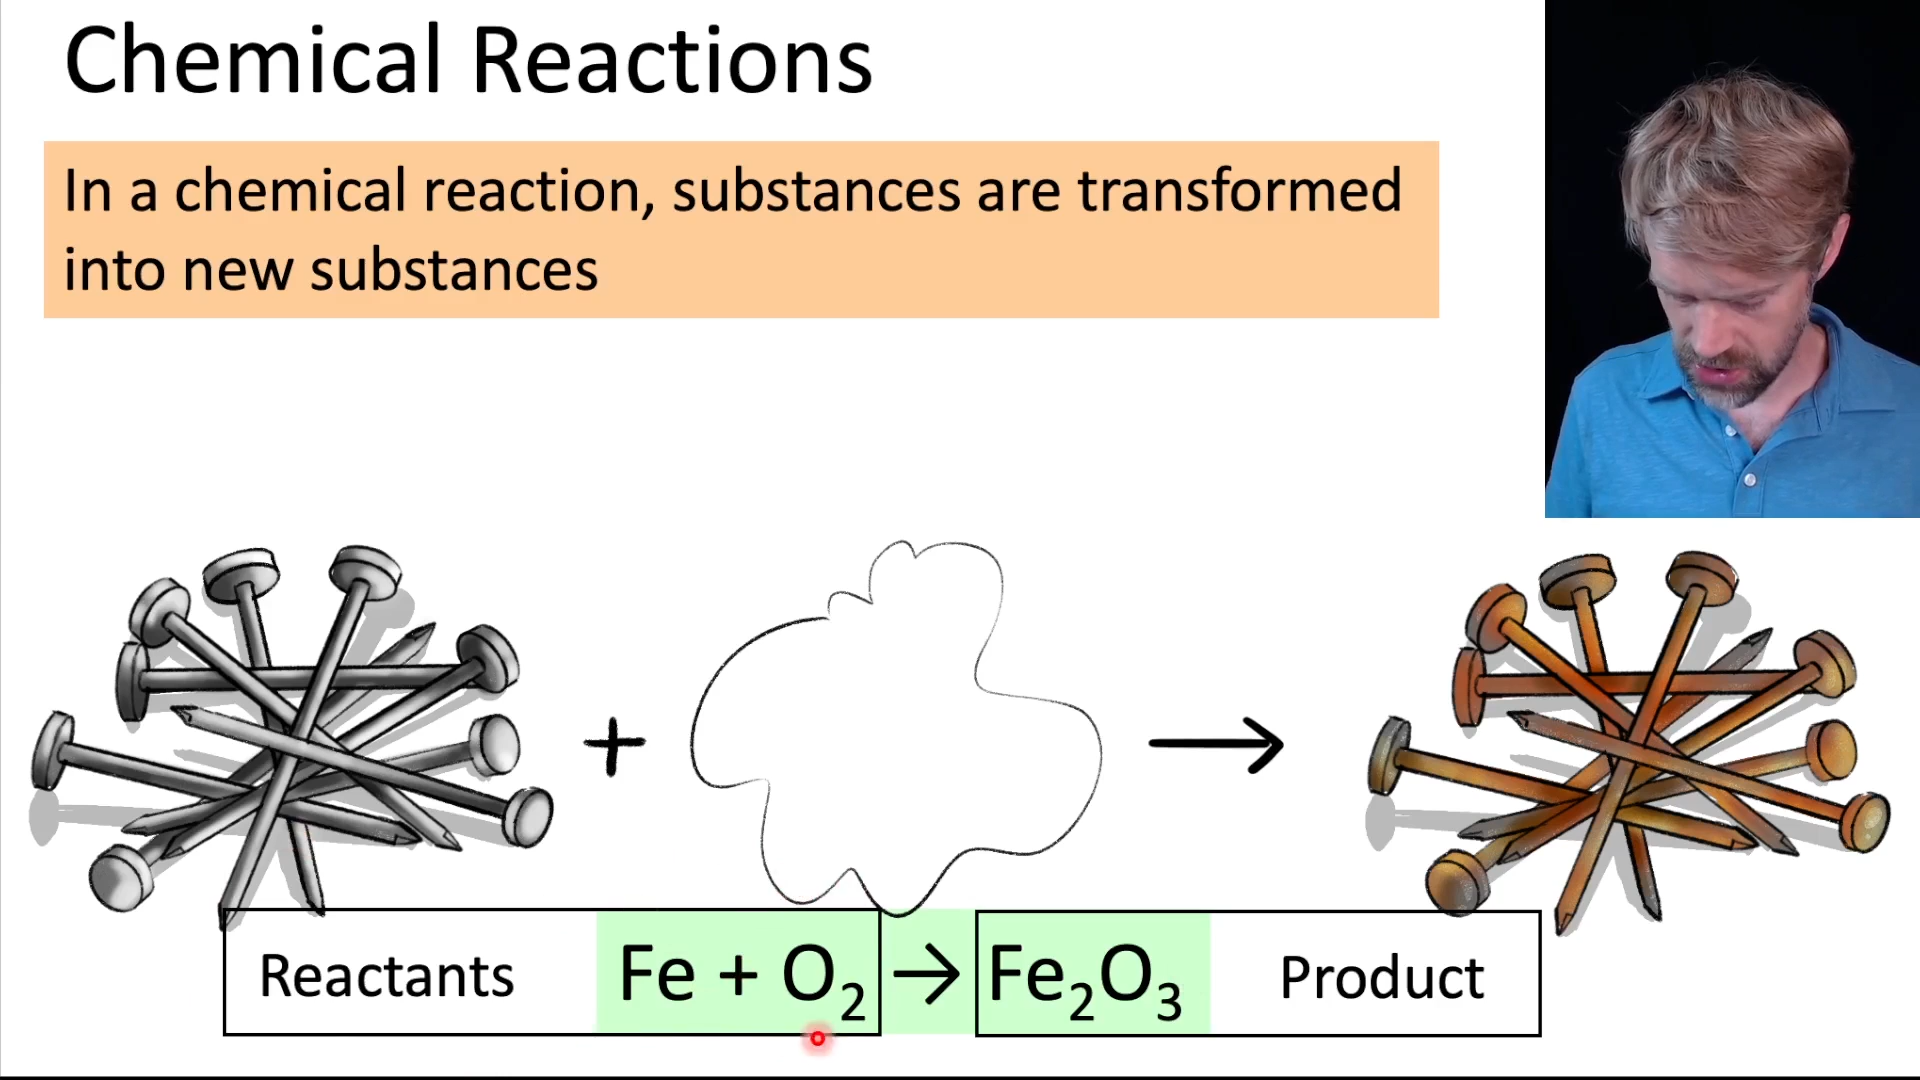 Chemical Reactions
In a chemical reaction, substances are transformed
into new substances
+ →
Reactants Fe + O₂ → Fe₂O₃ Product